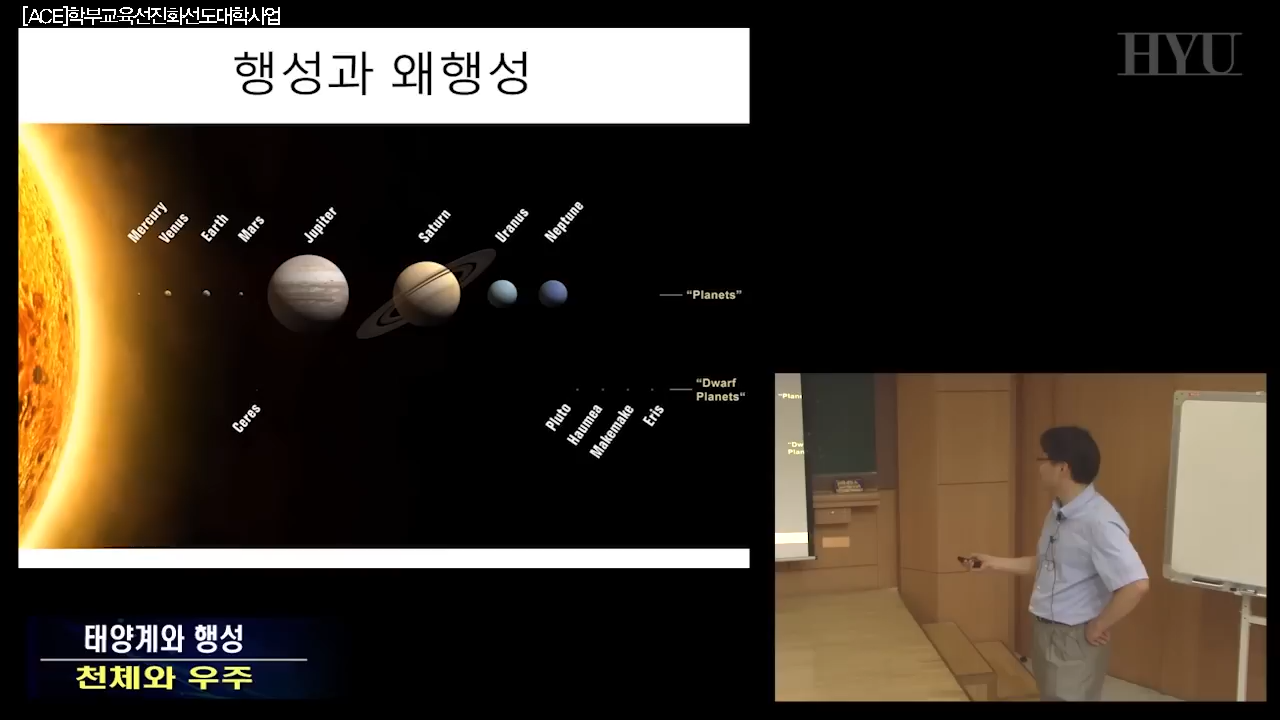 [ACE]학부교육선진화선도대학사업
HYU
행성과 왜행성
Mercury
Venus
Earth
Mars
Jupiter
Saturn
Uranus
Neptune
“Planets”
“Dwarf
Planets“
Ceres
Pluto
Haumea
Makemake
Eris
태양계와 행성
천체와 우주